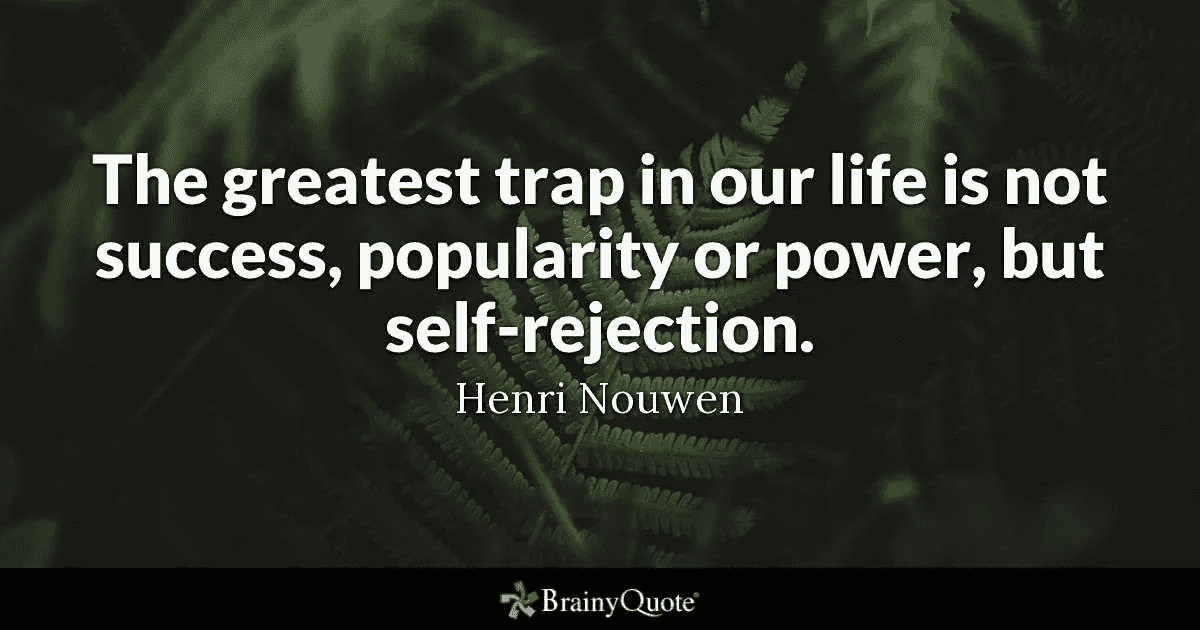 The greatest trap in our life is not
success, popularity or power, but
self-rejection.
Henri Nouwen
BrainyQuote®